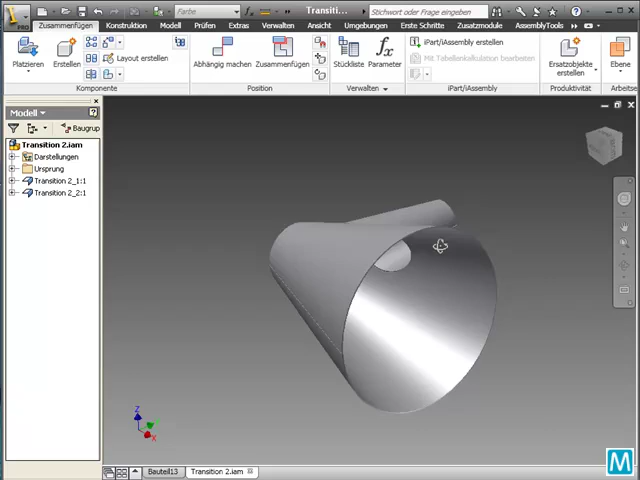 PRO
Farbe
Transiti...
Stichwort oder Frage eingeben
Zusammenfügen
Konstruktion
Modell
Prüfen
Extras
Verwalten
Ansicht
Umgebungen
Erste Schritte
Zusatzmodule
AssemblyTools
Platzieren
Erstellen
Layout erstellen
Komponente
Abhängig machen
Zusammenfügen
Position
Stückliste
Parameter
Verwalten
iPart/iAssembly erstellen
Mit Tabellenkalkulation bearbeiten
iPart/iAssembly
Ersatzobjekte
erstellen
Produktivität
Ebene
Arbeitse
Modell
Baugrup
Transition 2.iam
Darstellungen
Ursprung
Transition 2_1:1
Transition 2_2:1
Z
Y
X
Bauteil13
Transition 2.iam
M